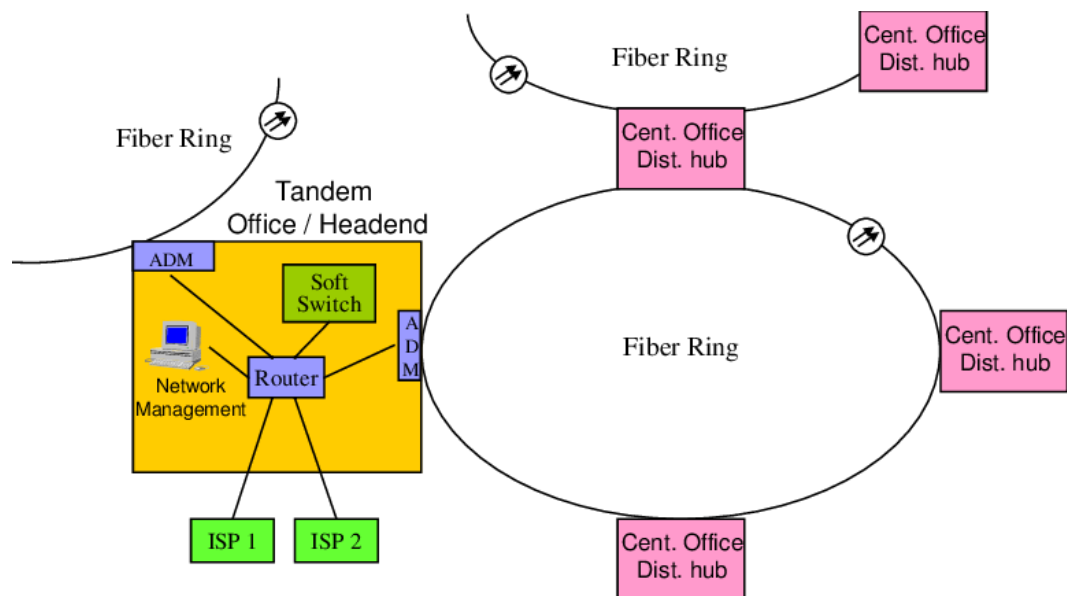 Fiber Ring
Cent. Office
Dist. hub
Fiber Ring
Cent. Office
Dist. hub
Tandem
Office / Headend
ADM
Soft
Switch
A
D
M
Router
Network
Management
Fiber Ring
Cent. Office
Dist. hub
ISP 1
ISP 2
Cent. Office
Dist. hub